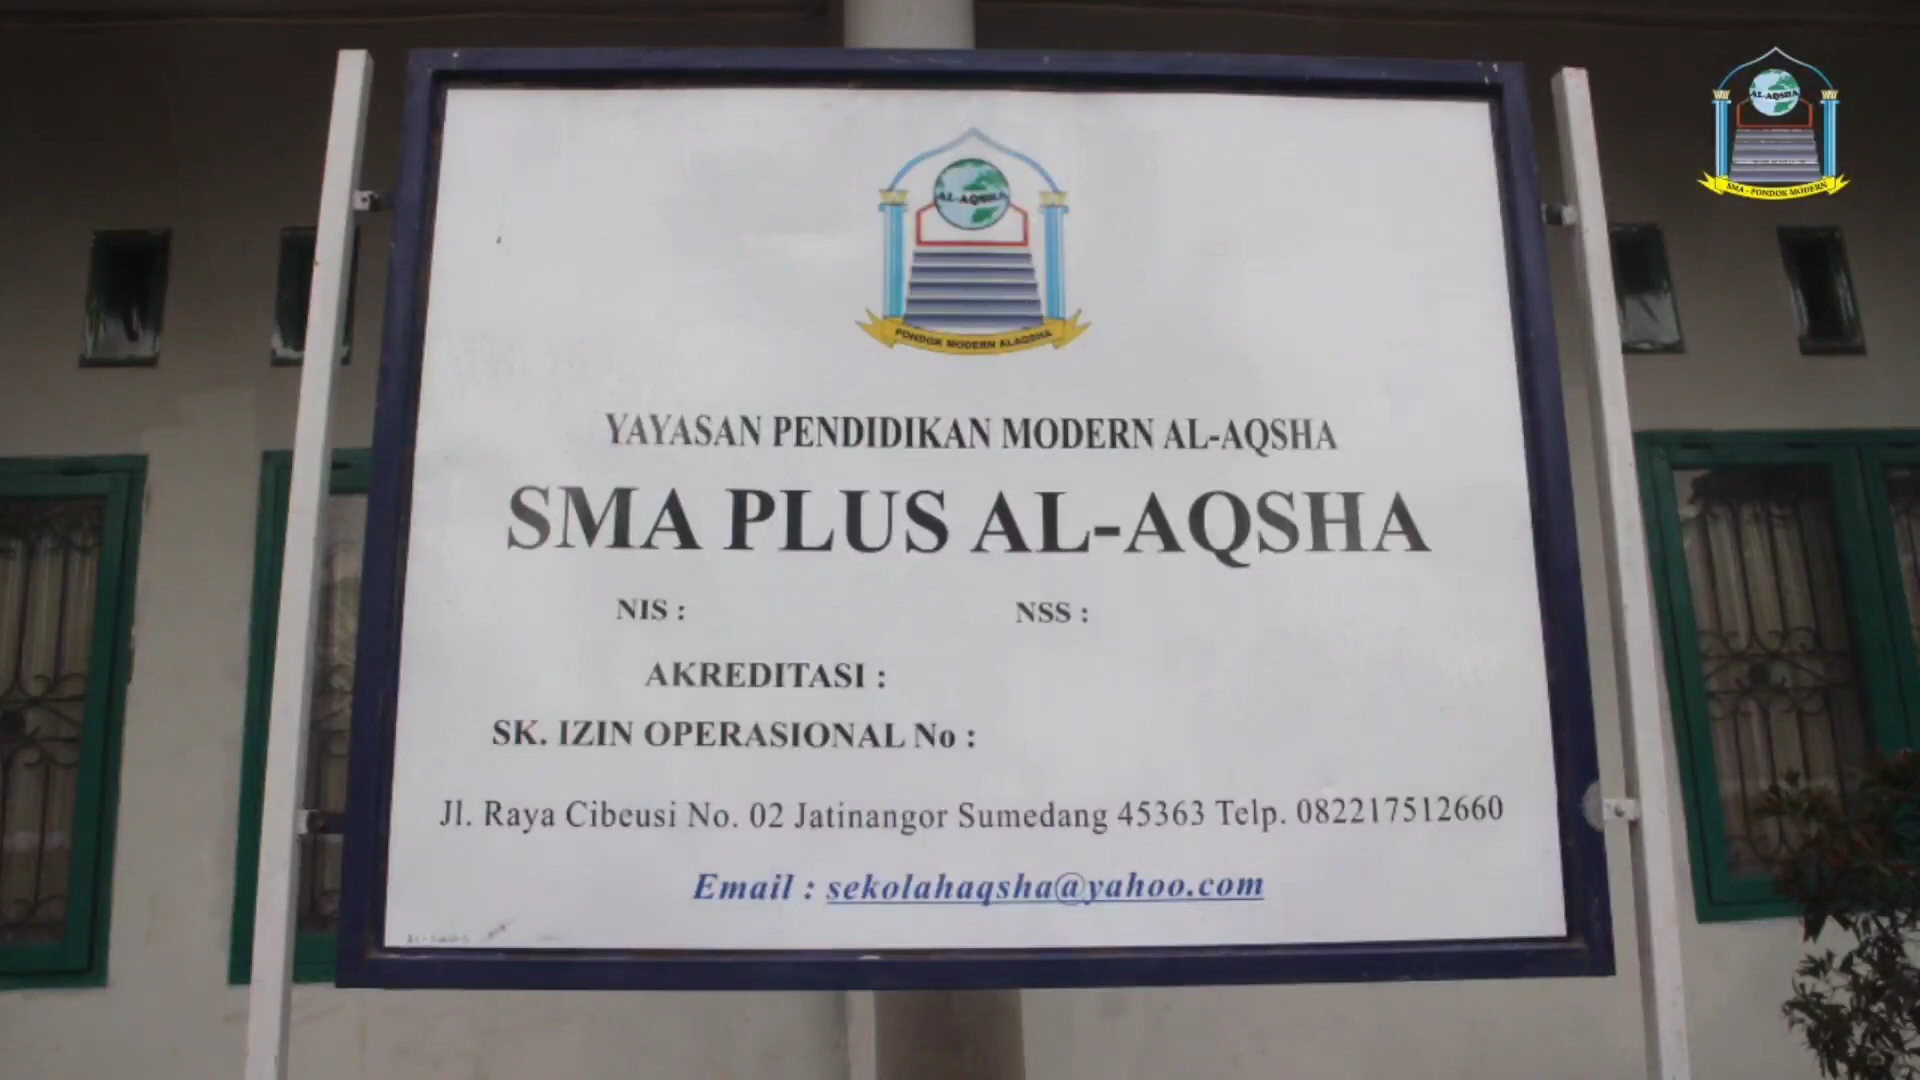 AL-AQSHA
SMA - PONDOK MODERN
AL-AQSHA
PONDOK MODERN ALAQSHA
YAYASAN PENDIDIKAN MODERN AL-AQSHA
SMA PLUS AL-AQSHA
NIS : NSS :
AKREDITASI :
SK. IZIN OPERASIONAL No :
Jl. Raya Cibeusi No. 02 Jatinangor Sumedang 45363 Telp. 082217512660
Email : sekolahaqsha@yahoo.com